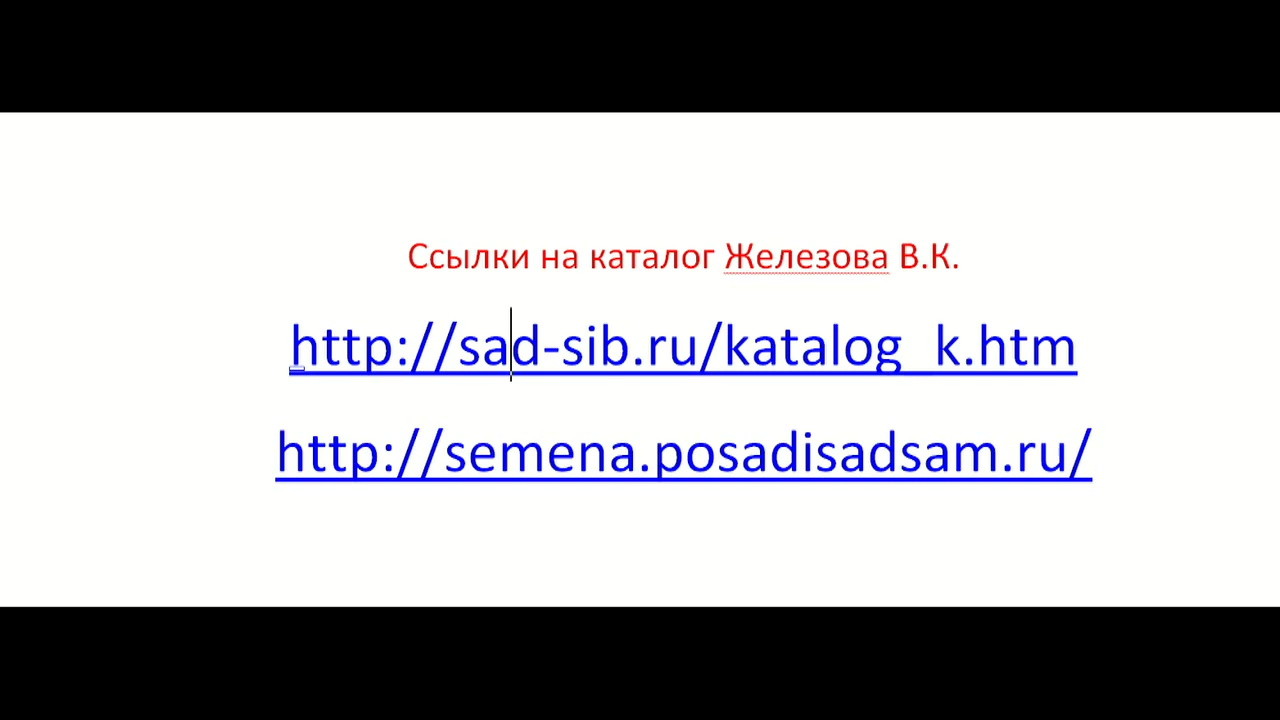 Ссылки на каталог Железова В.К.
http://sad-sib.ru/katalog_k.htm
http://semena.posadisadsam.ru/